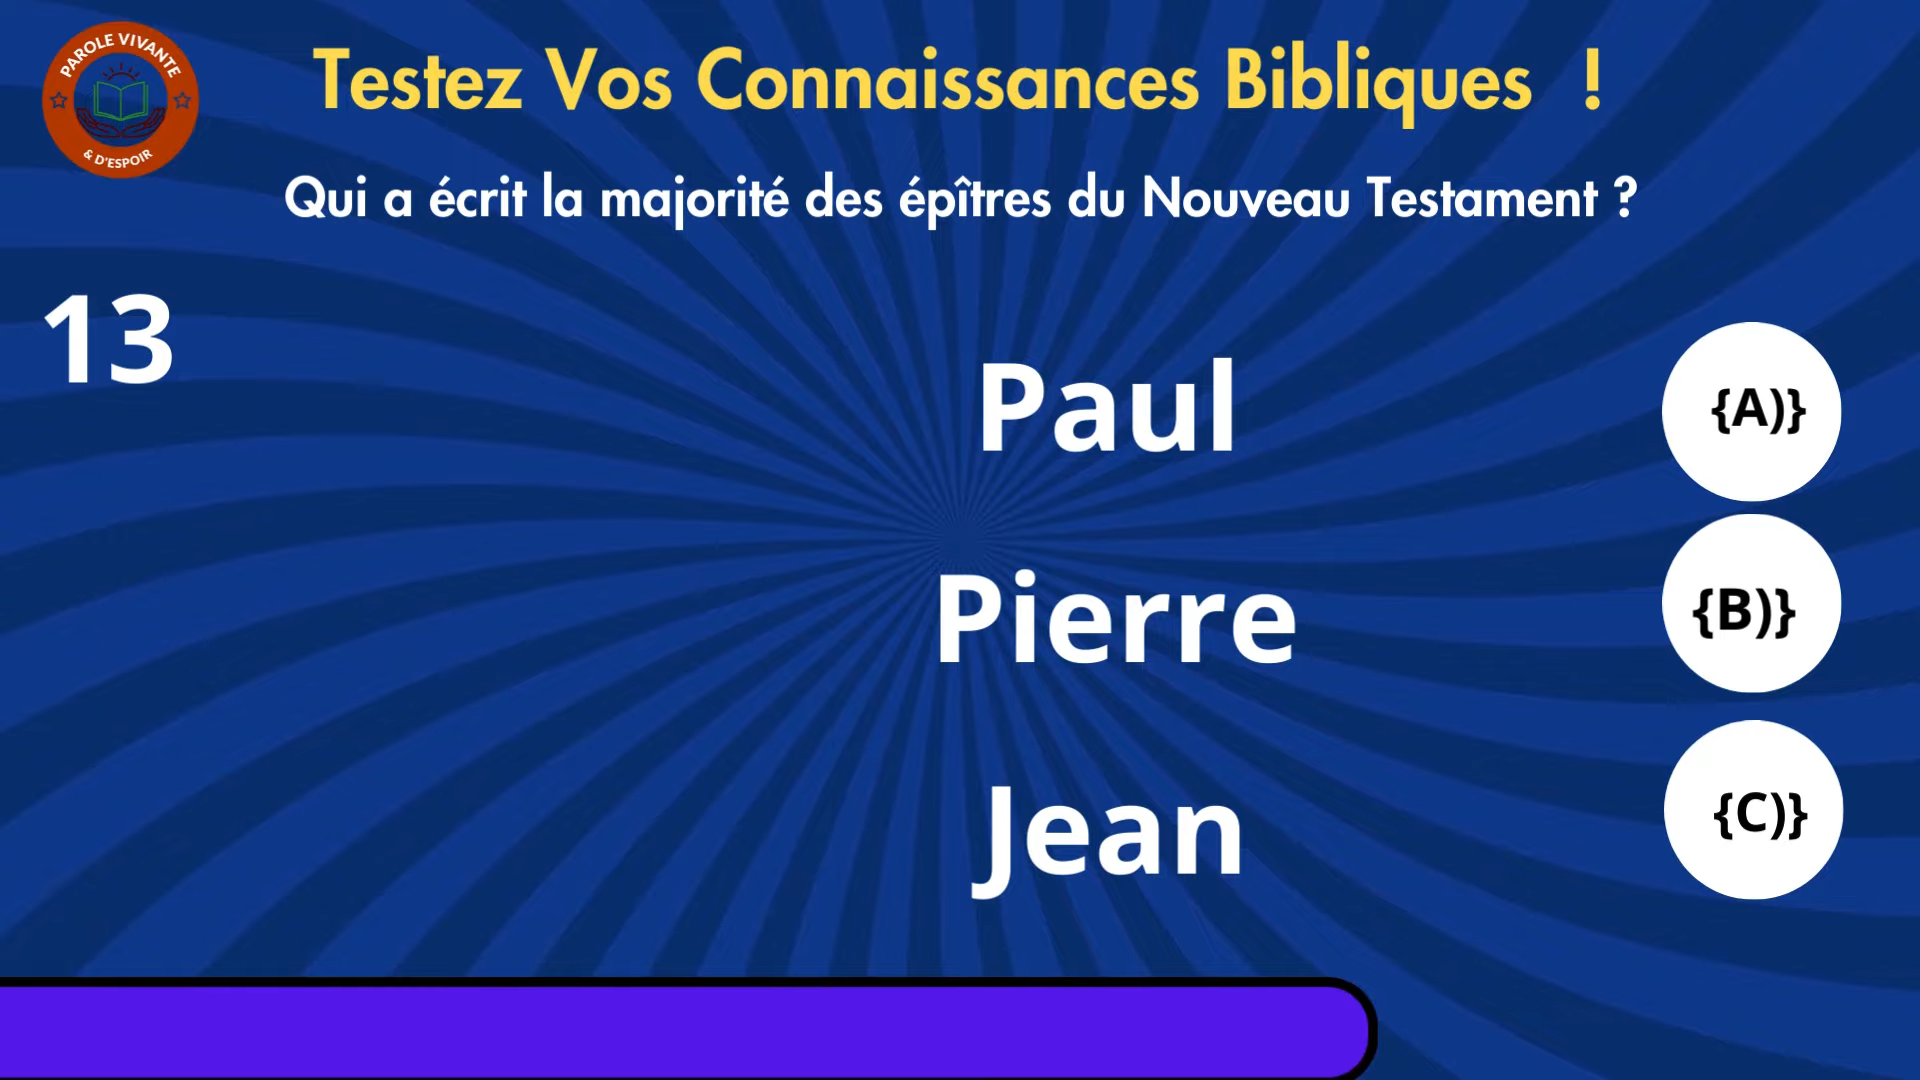 PAROLE VIVANTE
& D'ESPOIR
Testez Vos Connaissances Bibliques !
Qui a écrit la majorité des épîtres du Nouveau Testament ?
13
Paul
{A)}
Pierre
{B)}
Jean
{C)}